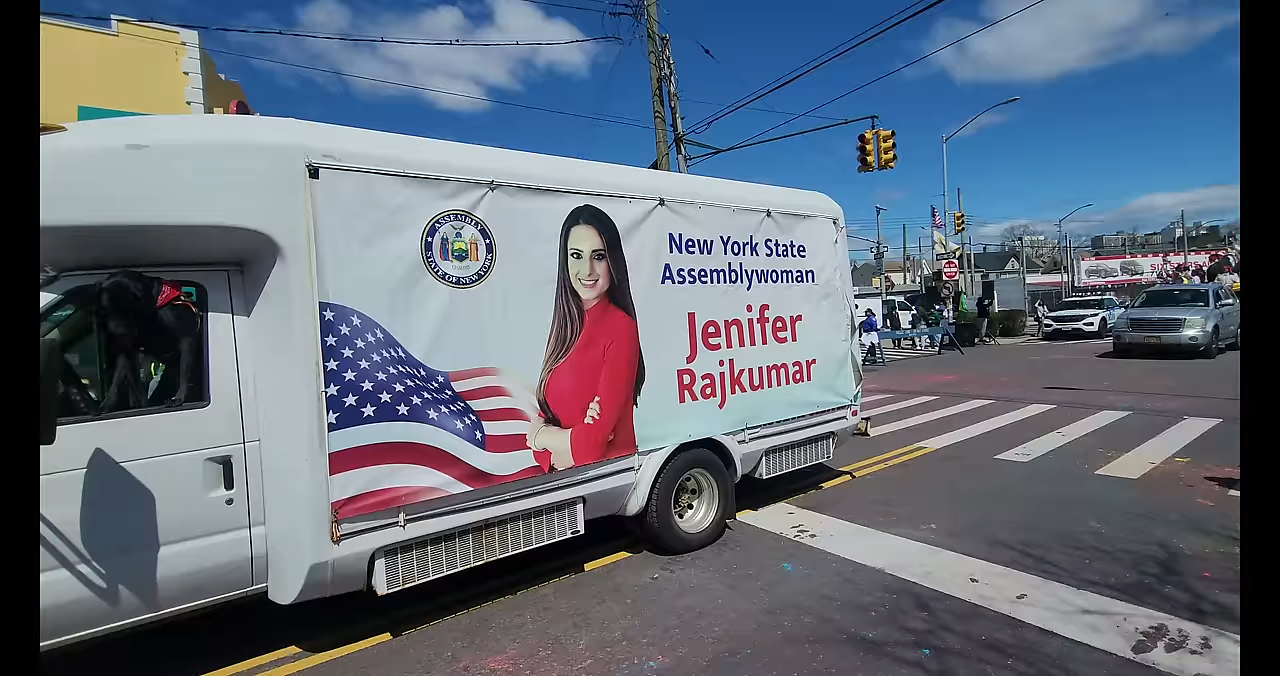 ASSEMBLY
STATE OF NEW YORK
New York State
Assemblywoman
Jenifer
Rajkumar